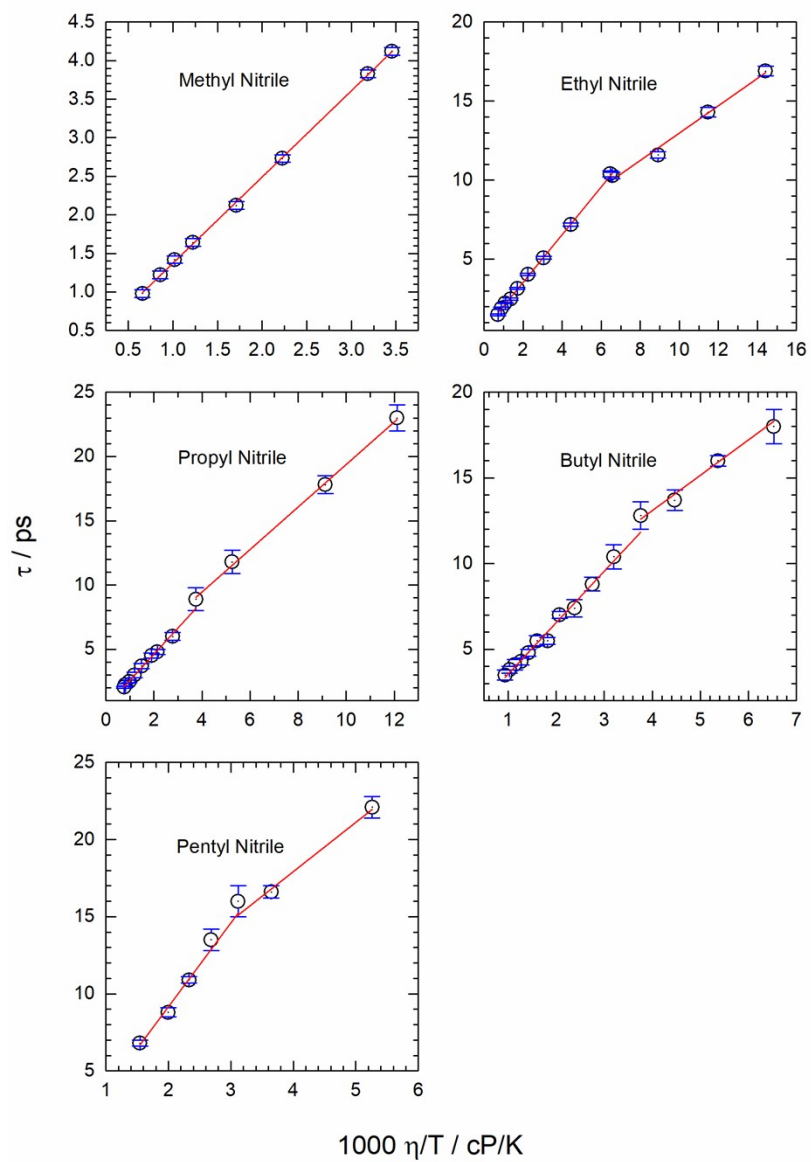 Methyl Nitrile
4.5
4.0
3.5
3.0
2.5
2.0
1.5
1.0
0.5
0.5 1.0 1.5 2.0 2.5 3.0 3.5
Ethyl Nitrile
20
15
10
5
0 2 4 6 8 10 12 14 16
τ / ps
Propyl Nitrile
25
20
15
10
5
0 2 4 6 8 10 12
Butyl Nitrile
20
15
10
5
1 2 3 4 5 6 7
Pentyl Nitrile
25
20
15
10
5
1 2 3 4 5 6
1000 η/T / cP/K